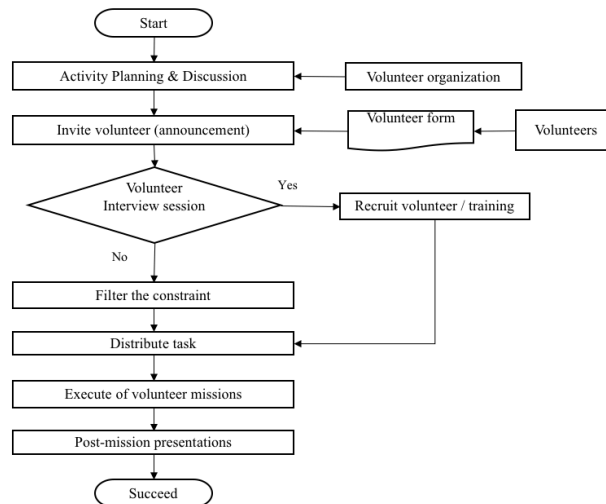 Start
Activity Planning & Discussion
Volunteer organization
Invite volunteer (announcement)
Volunteer form
Volunteers
Volunteer
Interview session
Yes
Recruit volunteer / training
No
Filter the constraint
Distribute task
Execute of volunteer missions
Post-mission presentations
Succeed